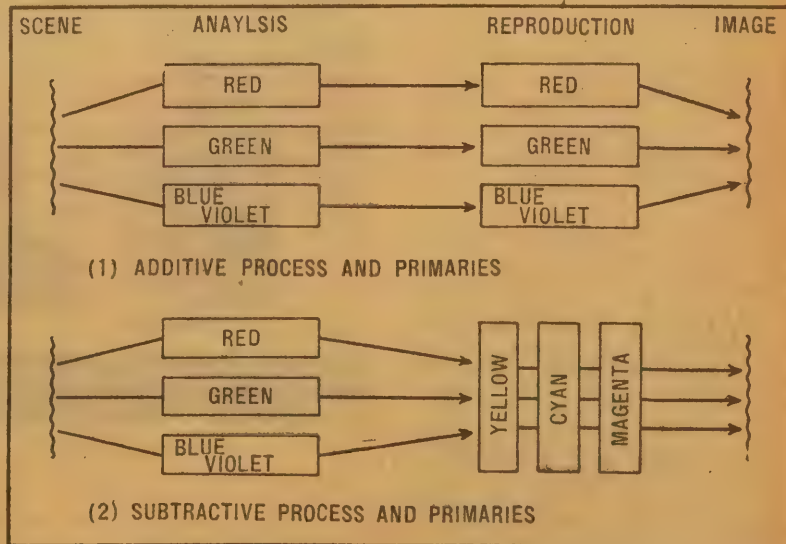 SCENE ANAYLSIS REPRODUCTION IMAGE
RED RED
GREEN GREEN
BLUE VIOLET BLUE VIOLET
(1) ADDITIVE PROCESS AND PRIMARIES
RED
GREEN
BLUE VIOLET
YELLOW
CYAN
MAGENTA
(2) SUBTRACTIVE PROCESS AND PRIMARIES